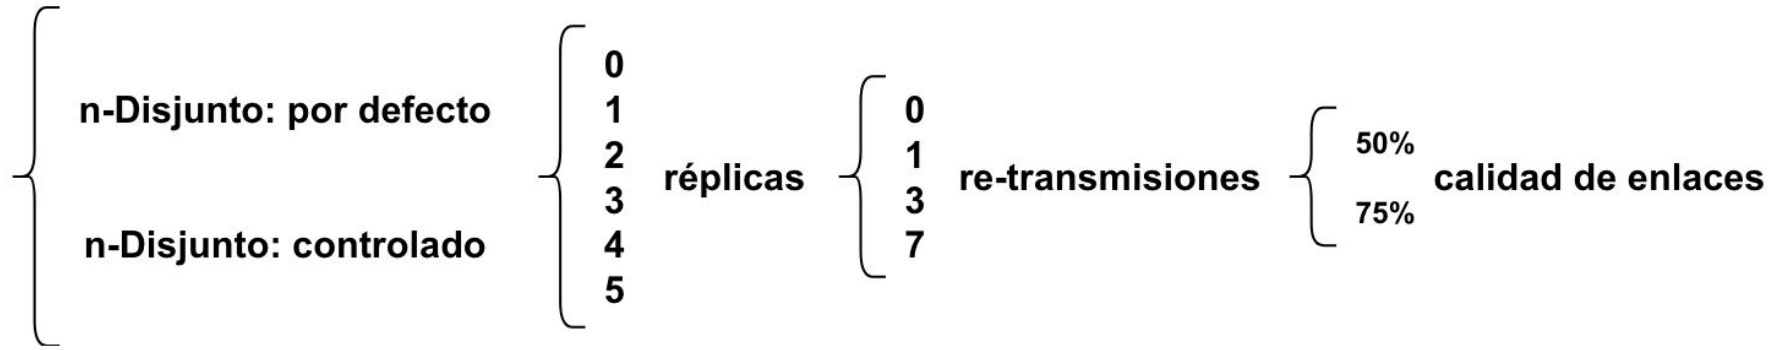 n-Disjunto: por defecto
n-Disjunto: controlado
0
1
2
3
4
5
réplicas
0
1
3
7
re-transmisiones
50%
75%
calidad de enlaces